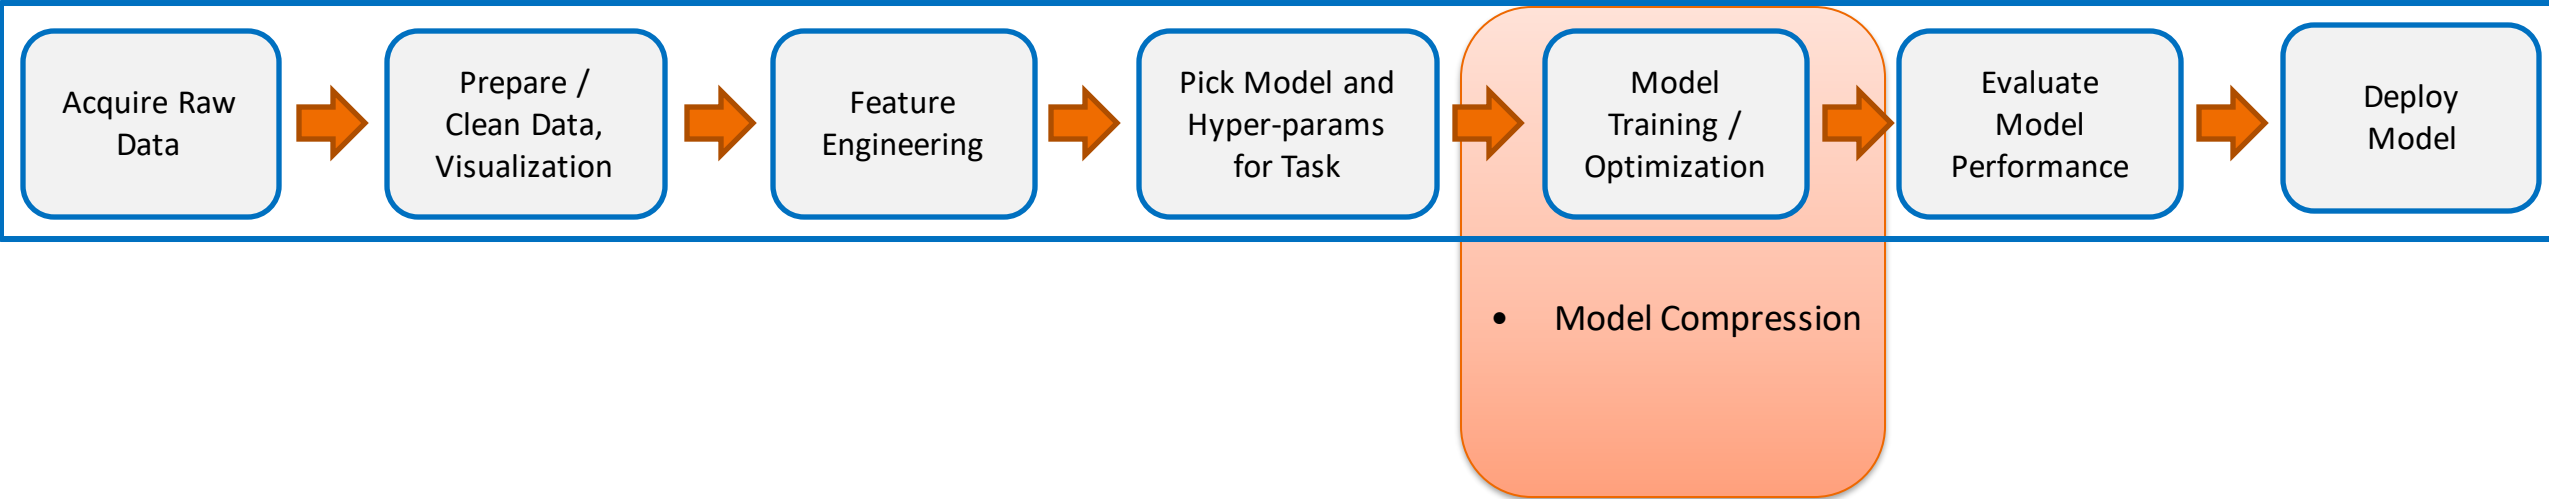 Acquire Raw
Data
Prepare /
Clean Data,
Visualization
Feature
Engineering
Pick Model and
Hyper-params
for Task
Model
Training /
Optimization
Evaluate
Model
Performance
Deploy
Model
• Model Compression